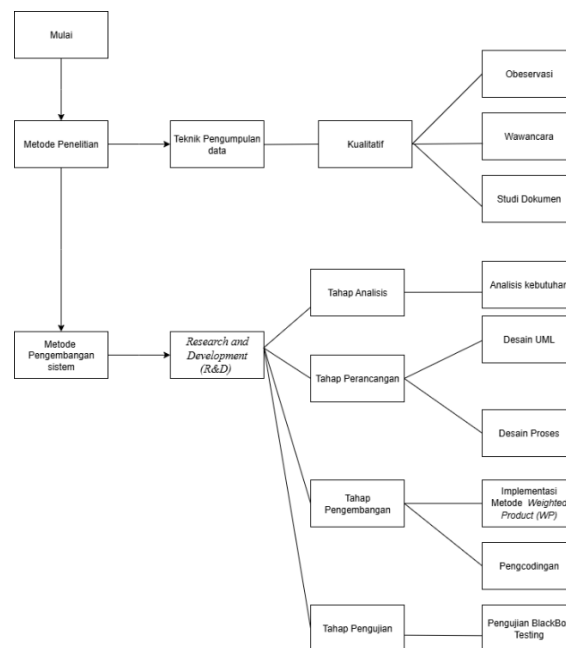 Mulai
Obeservasi
Metode Penelitian
Teknik Pengumpulan
data
Kualitatif
Wawancara
Studi Dokumen
Tahap Analisis
Analisis kebutuhan
Metode
Pengembangan
sistem
Research and
Development
(R&D)
Desain UML
Tahap Perancangan
Desain Proses
Tahap
Pengembangan
Implementasi
Metode Weighted
Product (WP)
Pengcodingan
Tahap Pengujian
Pengujian BlackBo
Testing